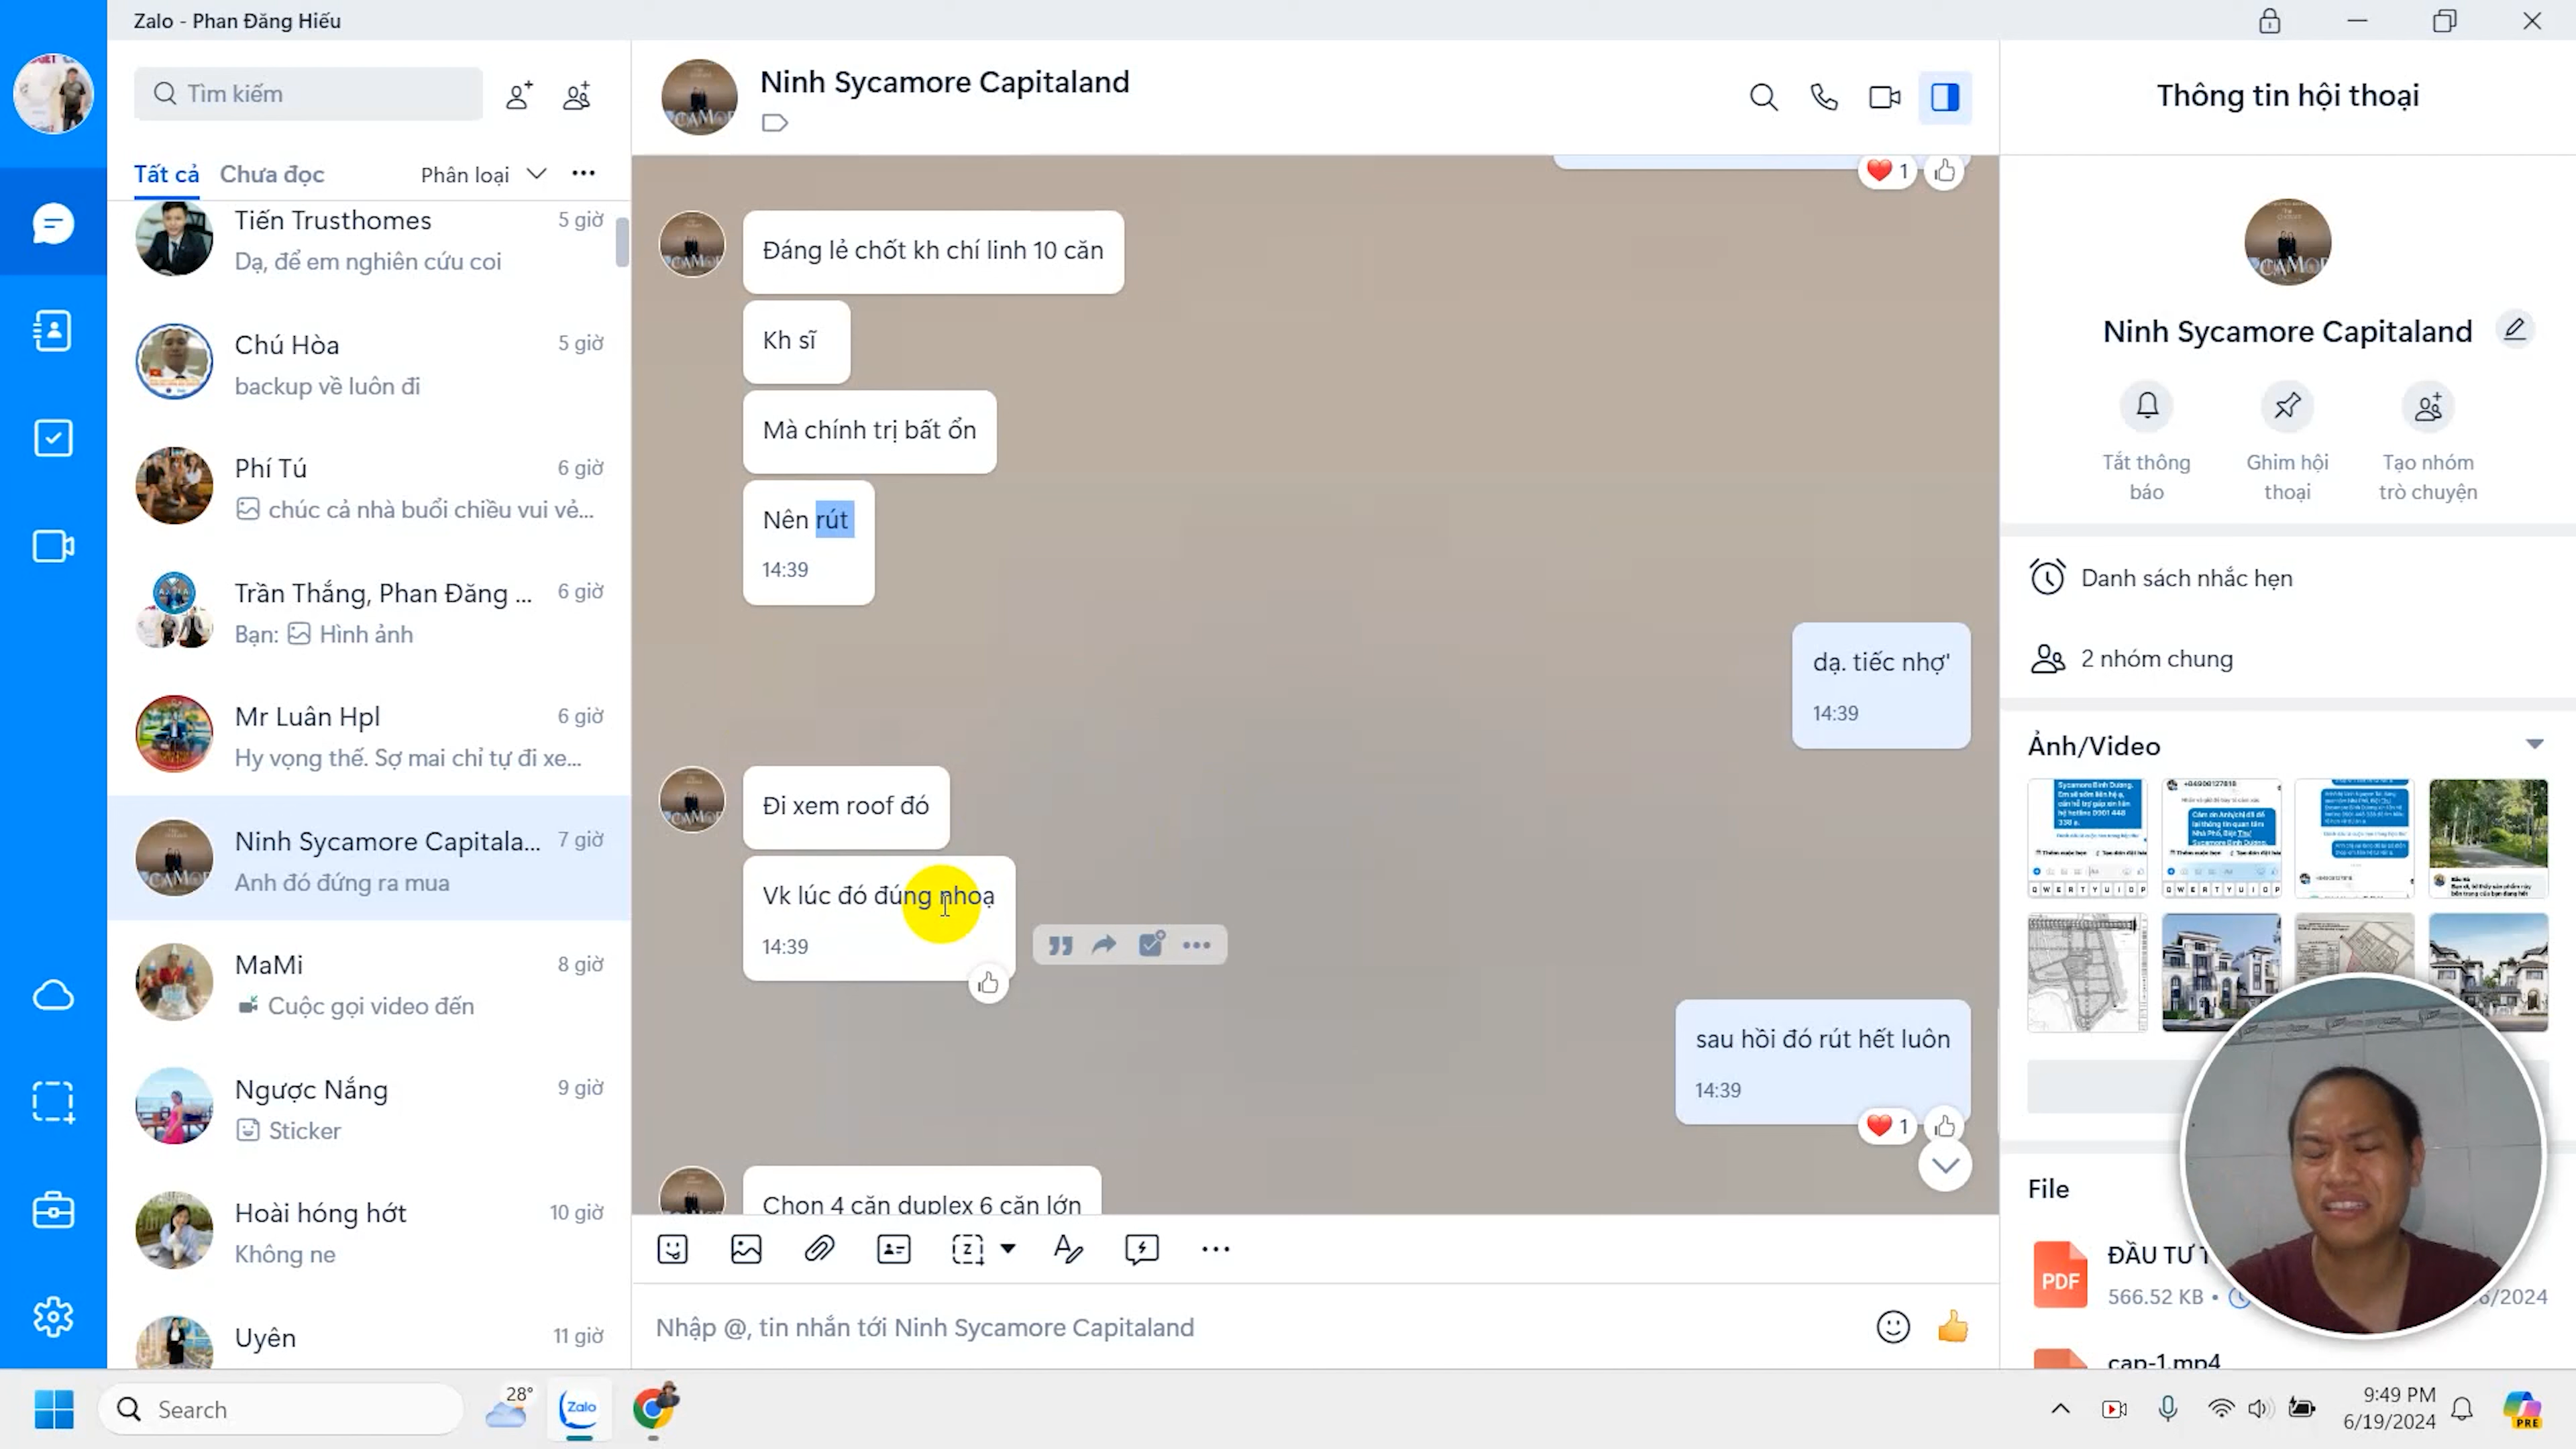 Zalo - Phan Đăng Hiếu
Tìm kiếm
Tất cả
Chưa đọc
Phân loại
Tiến Trusthomes
5 giờ
Dạ, để em nghiên cứu coi
Chú Hòa
5 giờ
backup về luôn đi
Phí Tú
6 giờ
chúc cả nhà buổi chiều vui vẻ...
Trần Thắng, Phan Đăng ...
6 giờ
Bạn: Hình ảnh
Mr Luân Hpl
6 giờ
Hy vọng thế. Sợ mai chỉ tự đi xe...
Ninh Sycamore Capitala...
7 giờ
Anh đó đứng ra mua
MaMi
8 giờ
Cuộc gọi video đến
Ngược Nắng
9 giờ
Sticker
Hoài hóng hớt
10 giờ
Không ne
Uyên
11 giờ
Ninh Sycamore Capitaland
1
Đáng lẻ chốt kh chí linh 10 căn
Kh sĩ
Mà chính trị bất ổn
Nên rút
14:39
dạ. tiếc nhợ'
14:39
Đi xem roof đó
Vk lúc đó đúng nhoạ
14:39
sau hồi đó rút hết luôn
14:39
1
Chọn 4 căn duplex 6 căn lớn
Nhập @, tin nhắn tới Ninh Sycamore Capitaland
Thông tin hội thoại
Ninh Sycamore Capitaland
Tắt thông báo
Ghim hội thoại
Tạo nhóm trò chuyện
Danh sách nhắc hẹn
2 nhóm chung
Ảnh/Video
File
PDF
ĐẦU TƯ
566.52 KB
/2024
cap-1.mp4
Search
28°
Zalo
9:49 PM
6/19/2024
PRE